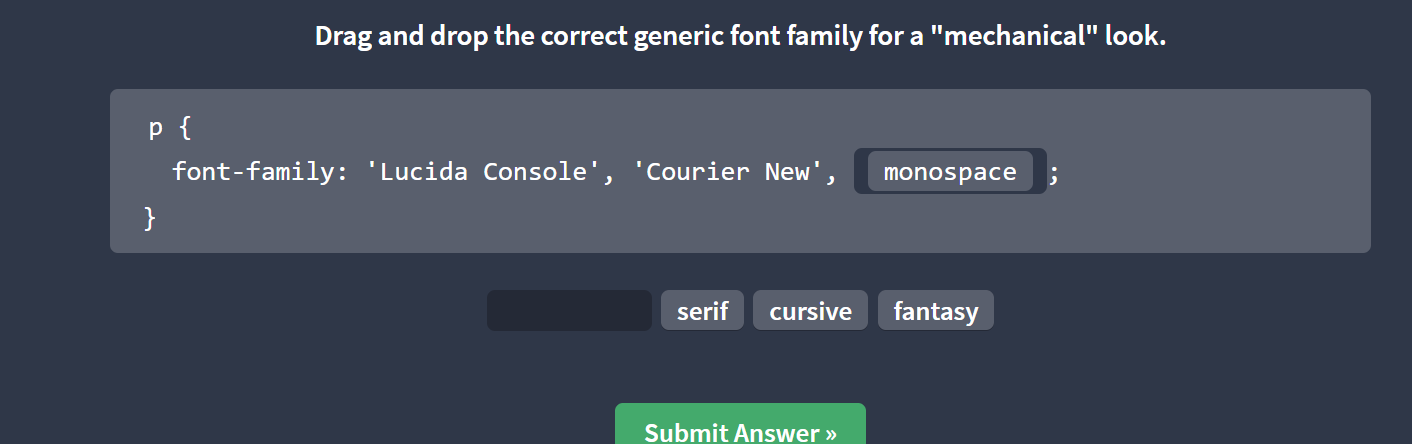 Drag and drop the correct generic font family for a "mechanical" look.
p {
font-family: 'Lucida Console', 'Courier New', monospace ;
}
serif cursive fantasy
Submit Answer »